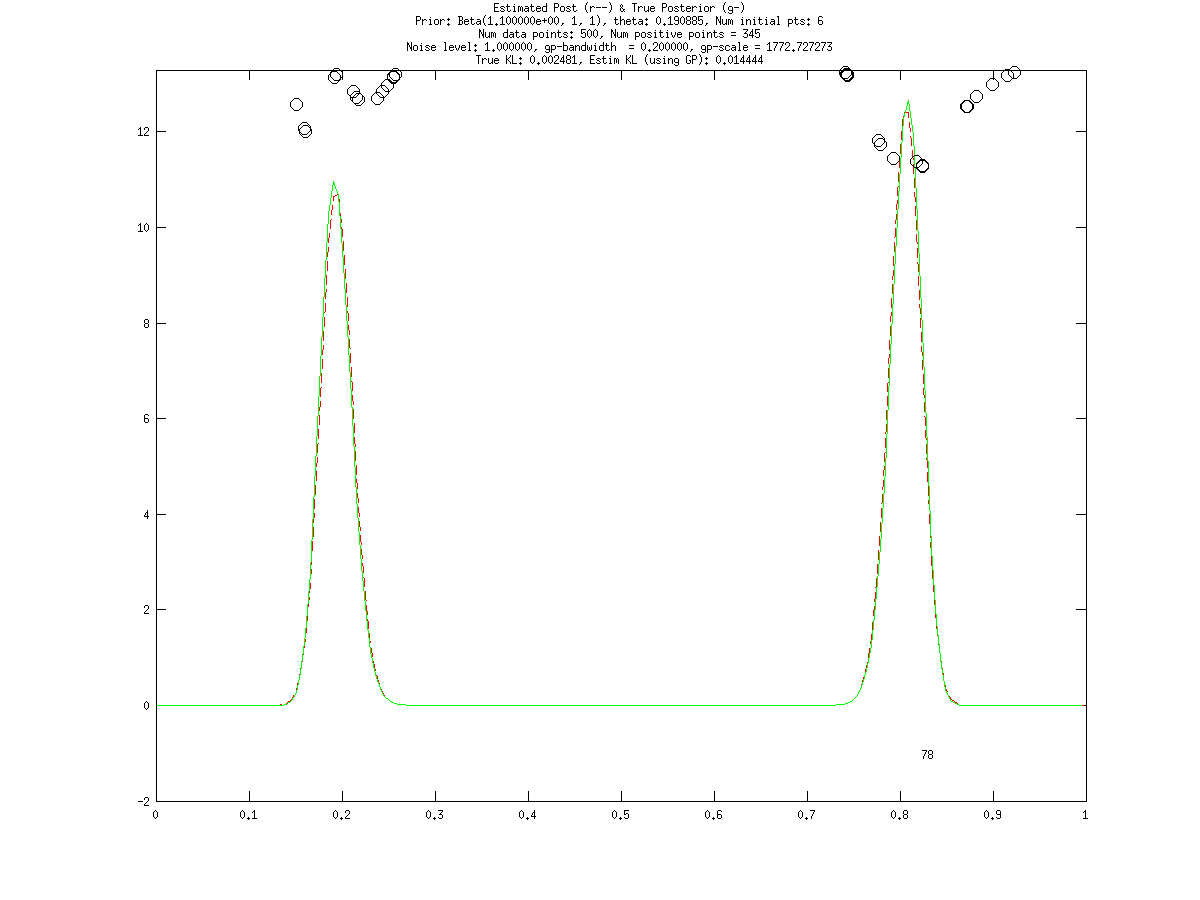 Estimated Post (r--) & True Posterior (g-)
Prior: Beta(1.100000e+00, 1, 1), theta: 0.190885, Num initial pts: 6
Num data points: 500, Num positive points = 345
Noise level: 1.000000, gp-bandwidth  = 0.200000, gp-scale = 1772.727273
True KL: 0.002481, Estim KL (using GP): 0.014444
12
10
8
6
4
2
0
78
-2
0 0.1 0.2 0.3 0.4 0.5 0.6 0.7 0.8 0.9 1